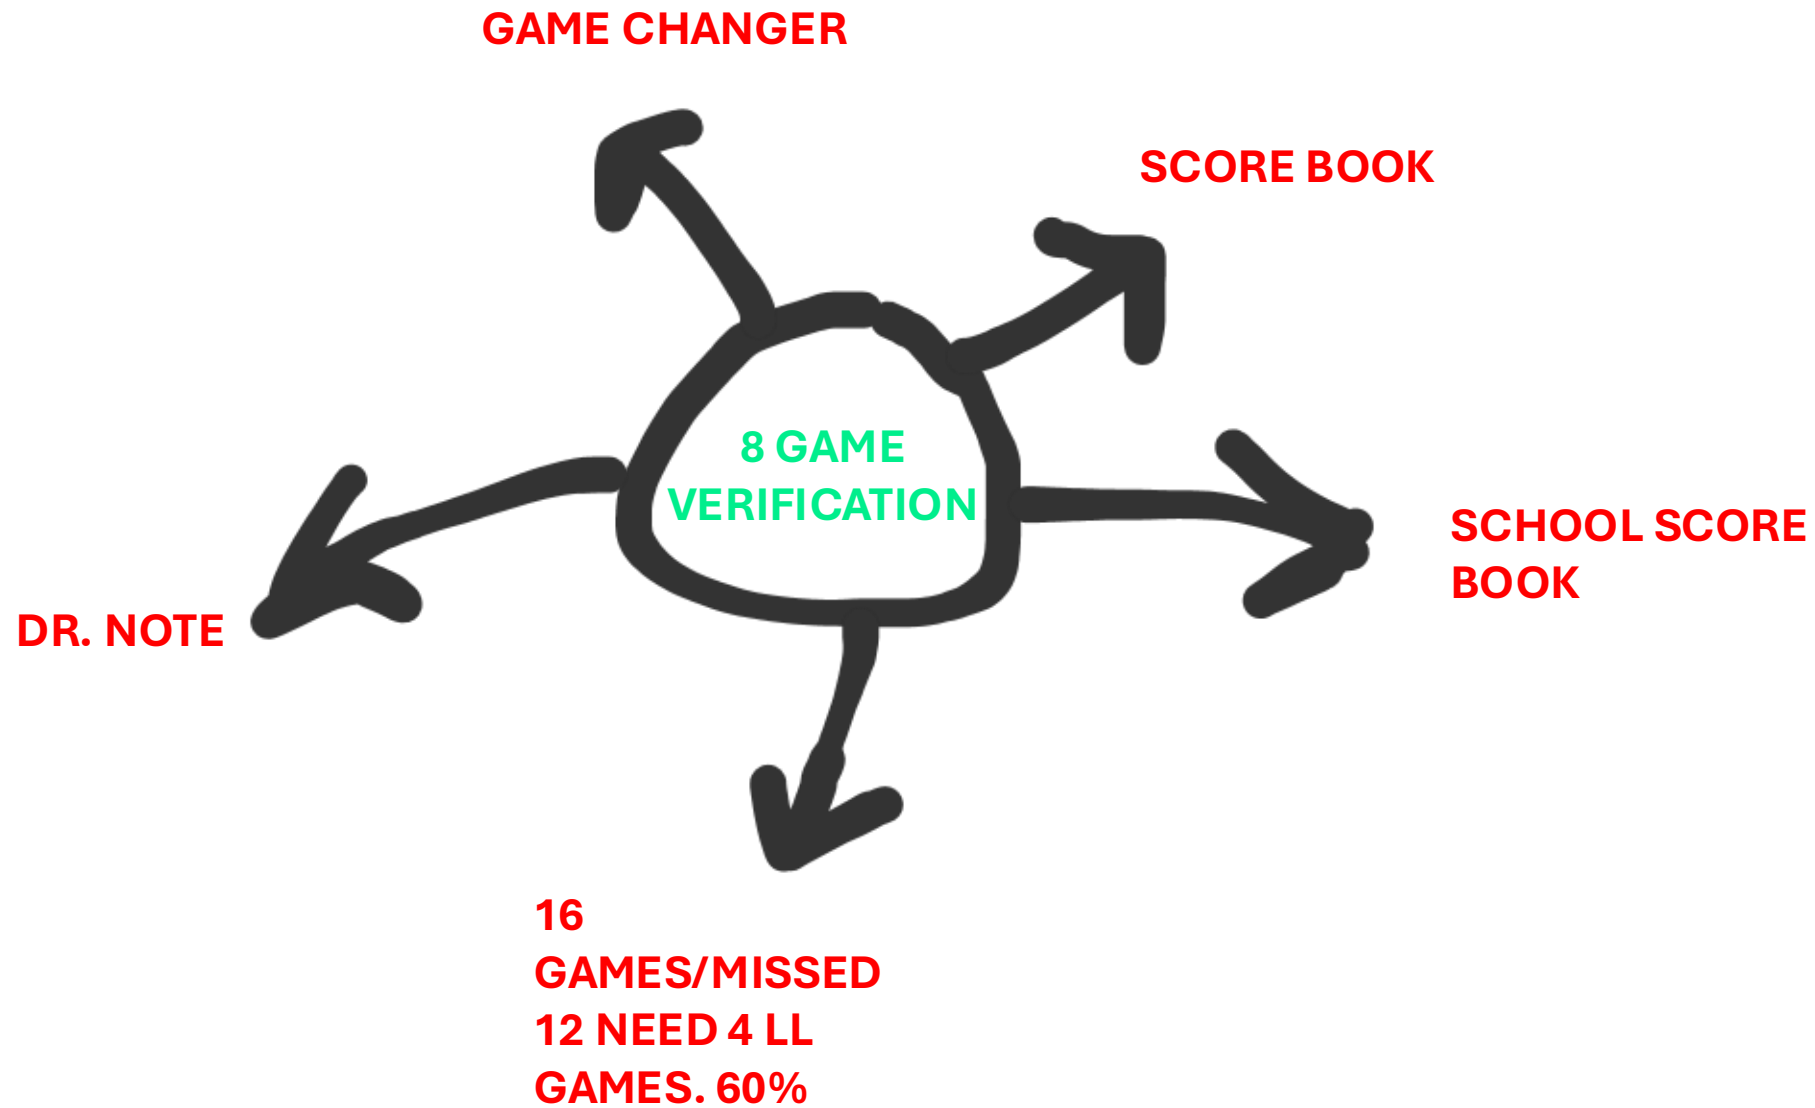 GAME CHANGER
SCORE BOOK
8 GAME
VERIFICATION
SCHOOL SCORE
BOOK
DR. NOTE
16
GAMES/MISSED
12 NEED 4 LL
GAMES. 60%